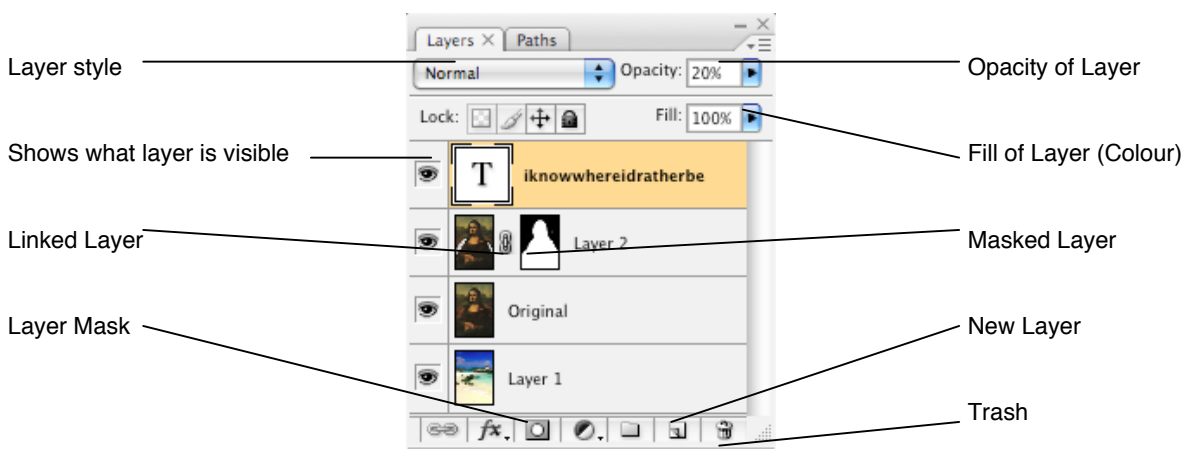 Layers Paths
Layer style
Normal Opacity: 20%
Opacity of Layer
Lock: Fill: 100%
Shows what layer is visible
Fill of Layer (Colour)
T iknowwhereidratherbe
Linked Layer
Layer 2
Masked Layer
Original
Layer Mask
New Layer
Layer 1
Trash
fx